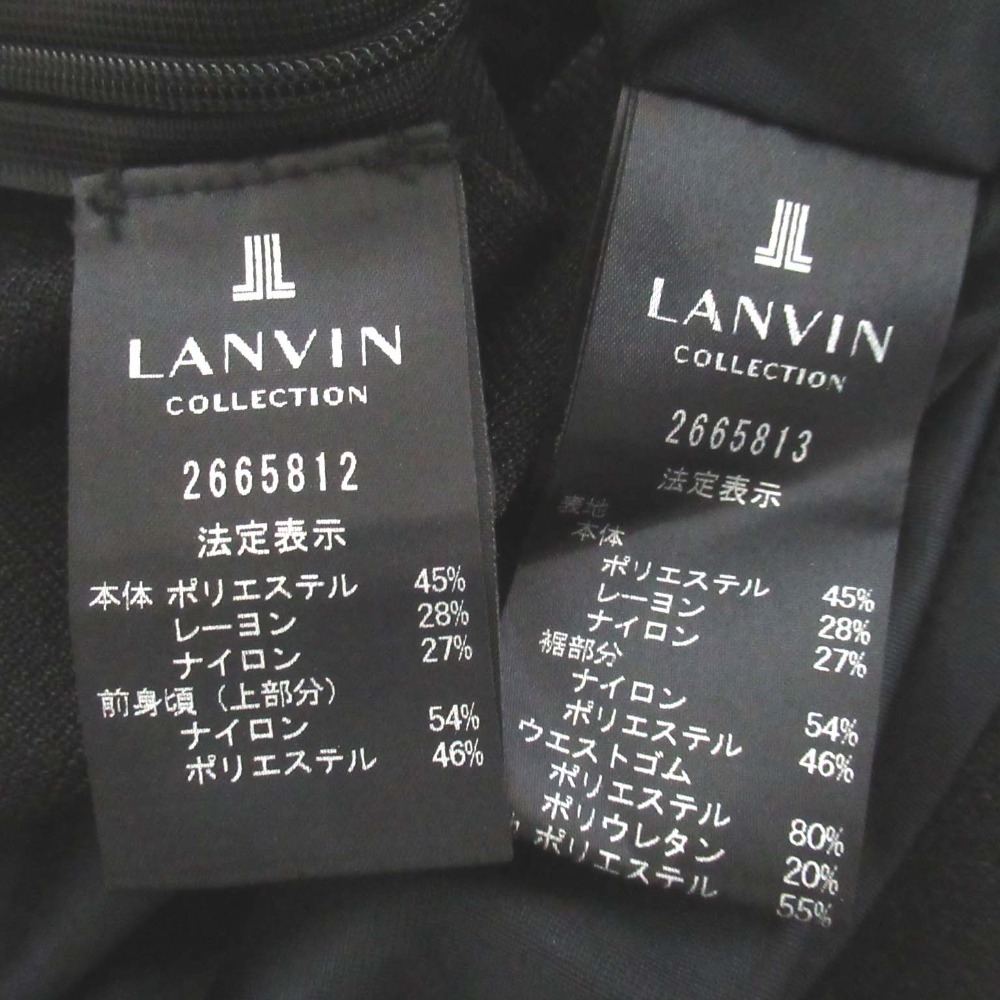 LANVIN
COLLECTION
2665812
法定表示
本体 ポリエステル 45%
レーヨン 28%
ナイロン 27%
前身頃（上部分）
ナイロン 54%
ポリエステル 46%
LANVIN
COLLECTION
2665813
法定表示
表地
本体
ポリエステル 45%
レーヨン 28%
ナイロン 27%
裾部分
ナイロン 54%
ポリエステル 46%
ウエストゴム
ポリエステル 80%
ポリウレタン 20%
ポリエステル 55%